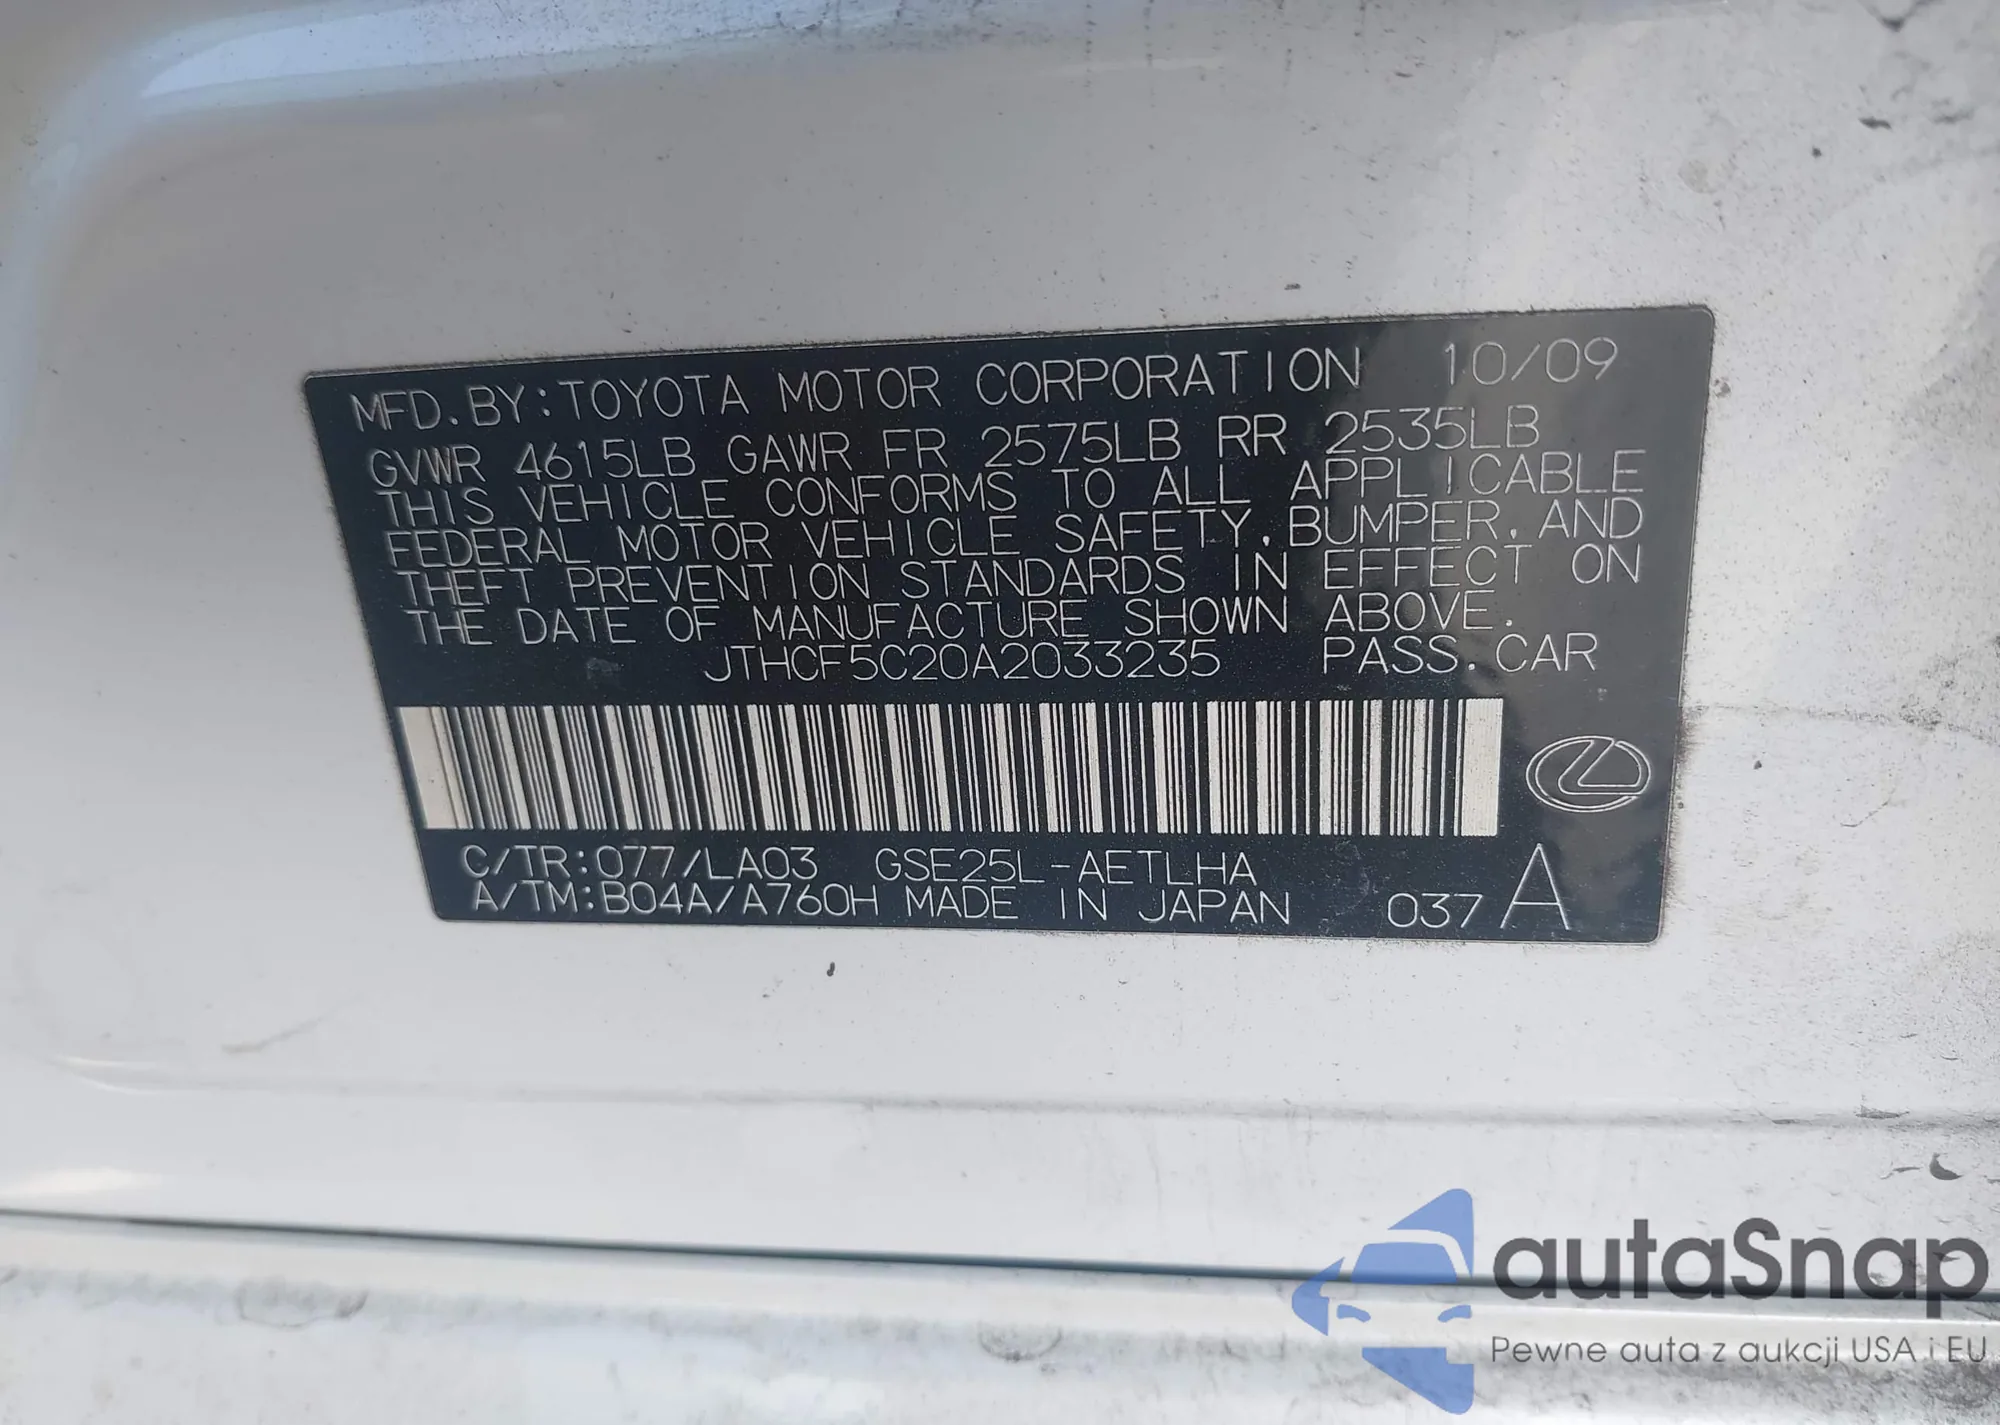 MFD. BY: TOYOTA MOTOR CORPORATION 10/09
GVWR 4615LB GAWR FR 2575LB RR 2535LB
THIS VEHICLE CONFORMS TO ALL APPLICABLE
FEDERAL MOTOR VEHICLE SAFETY, BUMPER, AND
THEFT PREVENTION STANDARDS IN EFFECT ON
THE DATE OF MANUFACTURE SHOWN ABOVE.
JTHCF5C20A2033235 PASS. CAR
C/TR:077/LA03 GSE25L-AETLHA
A/TM:B04A/A760H MADE IN JAPAN 037 A
autaSnap
Pewne auta z aukcji USA i EU